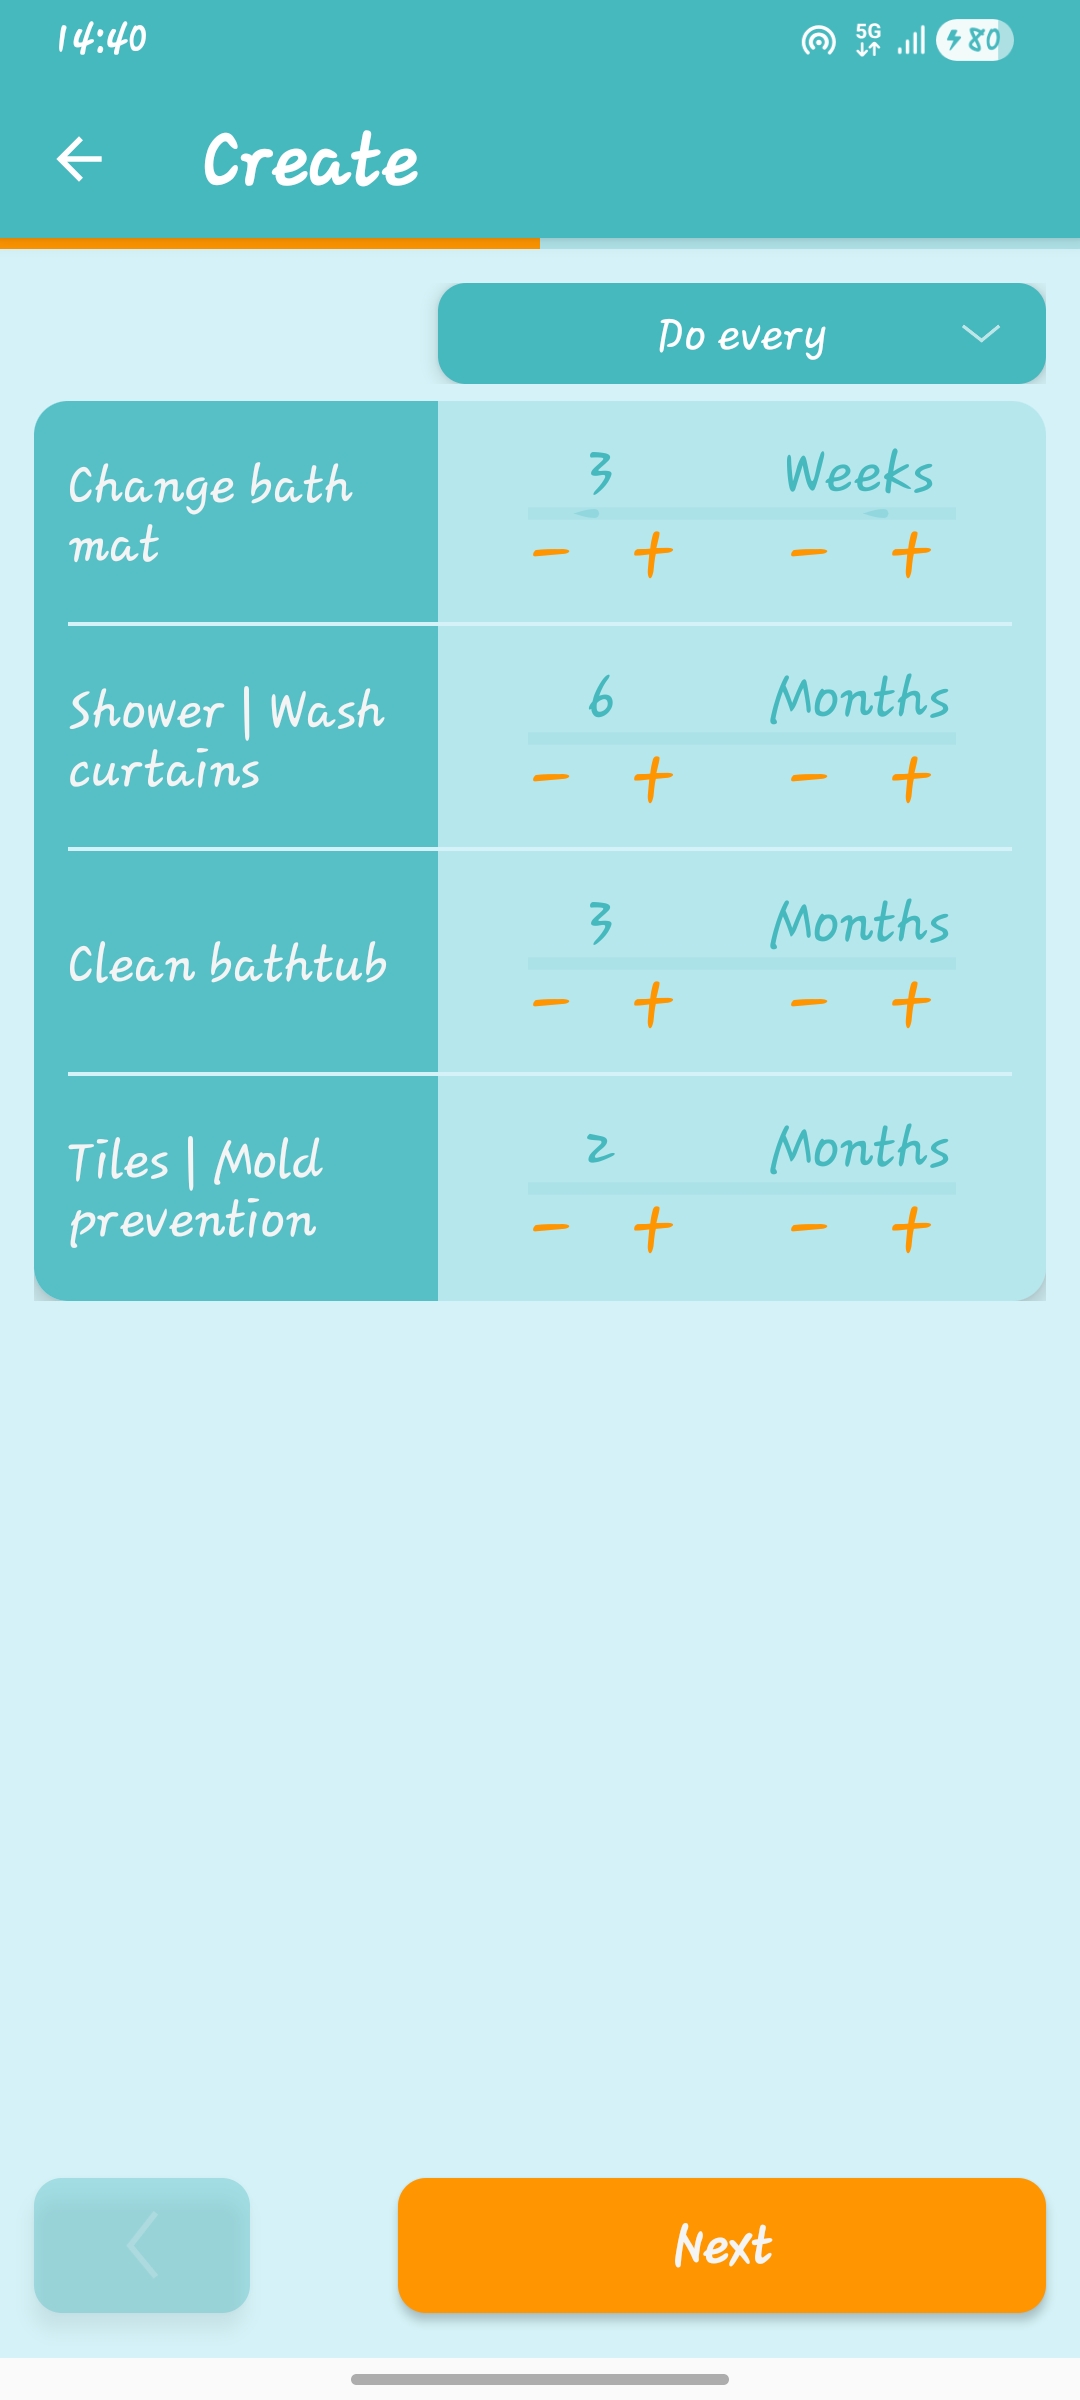 14:40
5G
80
Create
Do every
Change bath
mat
3 Weeks
- + - +
Shower | Wash
curtains
6 Months
- + - +
Clean bathtub
3 Months
- + - +
Tiles | Mold
prevention
2 Months
- + - +
Next